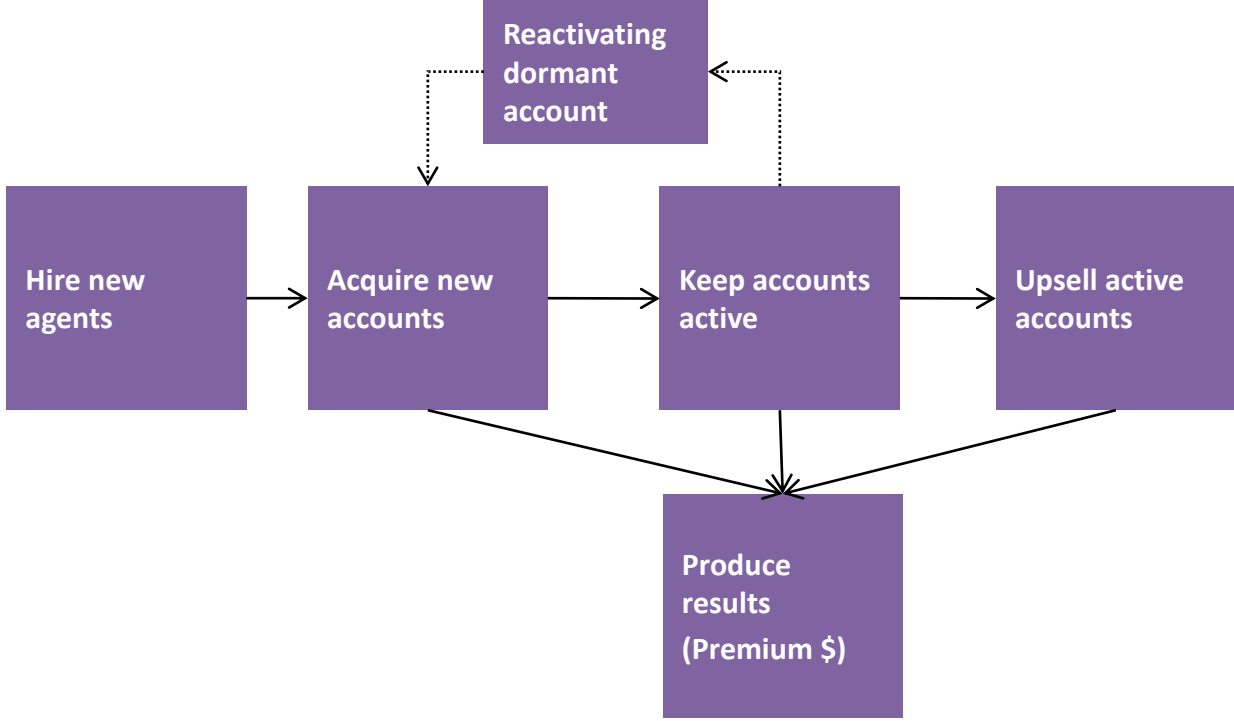 Reactivating
dormant
account
Hire new
agents
Acquire new
accounts
Keep accounts
active
Upsell active
accounts
Produce
results
(Premium $)